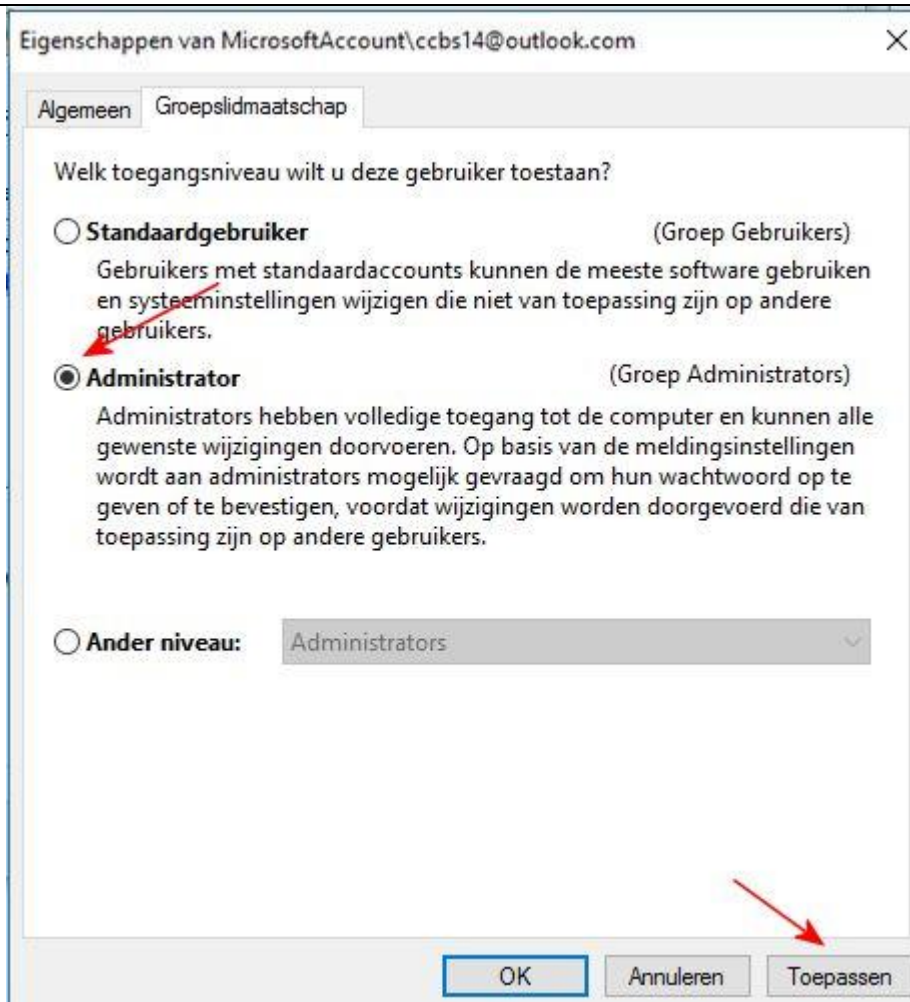 Eigenschappen van MicrosoftAccount\ccbs14@outlook.com
Algemeen
Groepslidmaatschap
Welk toegangsniveau wilt u deze gebruiker toestaan?
Standaardgebruiker (Groep Gebruikers)
Gebruikers met standaardaccounts kunnen de meeste software gebruiken
en systeeminstellingen wijzigen die niet van toepassing zijn op andere
gebruikers.
Administrator (Groep Administrators)
Administrators hebben volledige toegang tot de computer en kunnen alle
gewenste wijzigingen doorvoeren. Op basis van de meldingsinstellingen
wordt aan administrators mogelijk gevraagd om hun wachtwoord op te
geven of te bevestigen, voordat wijzigingen worden doorgevoerd die van
toepassing zijn op andere gebruikers.
Ander niveau: Administrators
OK Annuleren Toepassen